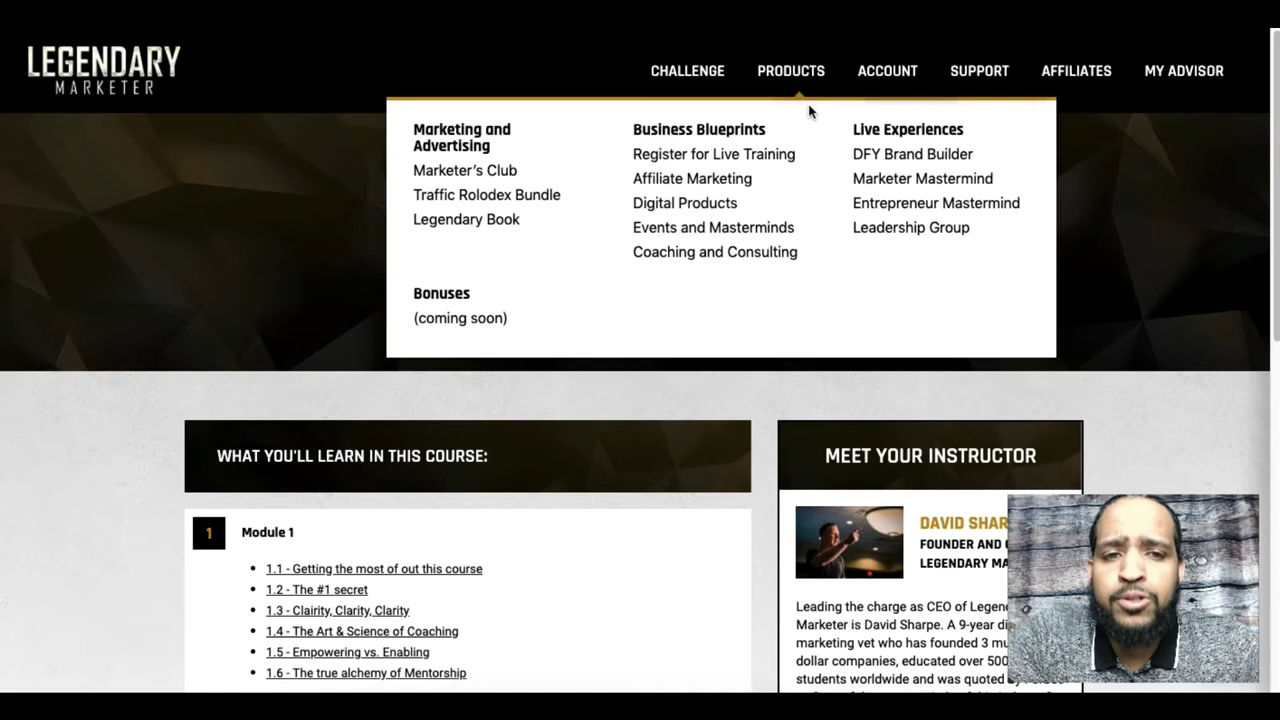 LEGENDARY
MARKETER
CHALLENGE
PRODUCTS
ACCOUNT
SUPPORT
AFFILIATES
MY ADVISOR
Marketing and
Advertising
Marketer's Club
Traffic Rolodex Bundle
Legendary Book
Business Blueprints
Register for Live Training
Affiliate Marketing
Digital Products
Events and Masterminds
Coaching and Consulting
Live Experiences
DFY Brand Builder
Marketer Mastermind
Entrepreneur Mastermind
Leadership Group
Bonuses
(coming soon)
WHAT YOU'LL LEARN IN THIS COURSE:
1 Module 1
1.1 - Getting the most of out this course
1.2 - The #1 secret
1.3 - Clairity, Clarity, Clarity
1.4 - The Art & Science of Coaching
1.5 - Empowering vs. Enabling
1.6 - The true alchemy of Mentorship
MEET YOUR INSTRUCTOR
DAVID SHAR
FOUNDER AND
LEGENDARY MA
Leading the charge as CEO of Legen
Marketer is David Sharpe. A 9-year di
marketing vet who has founded 3 mu
dollar companies, educated over 500
students worldwide and was quoted